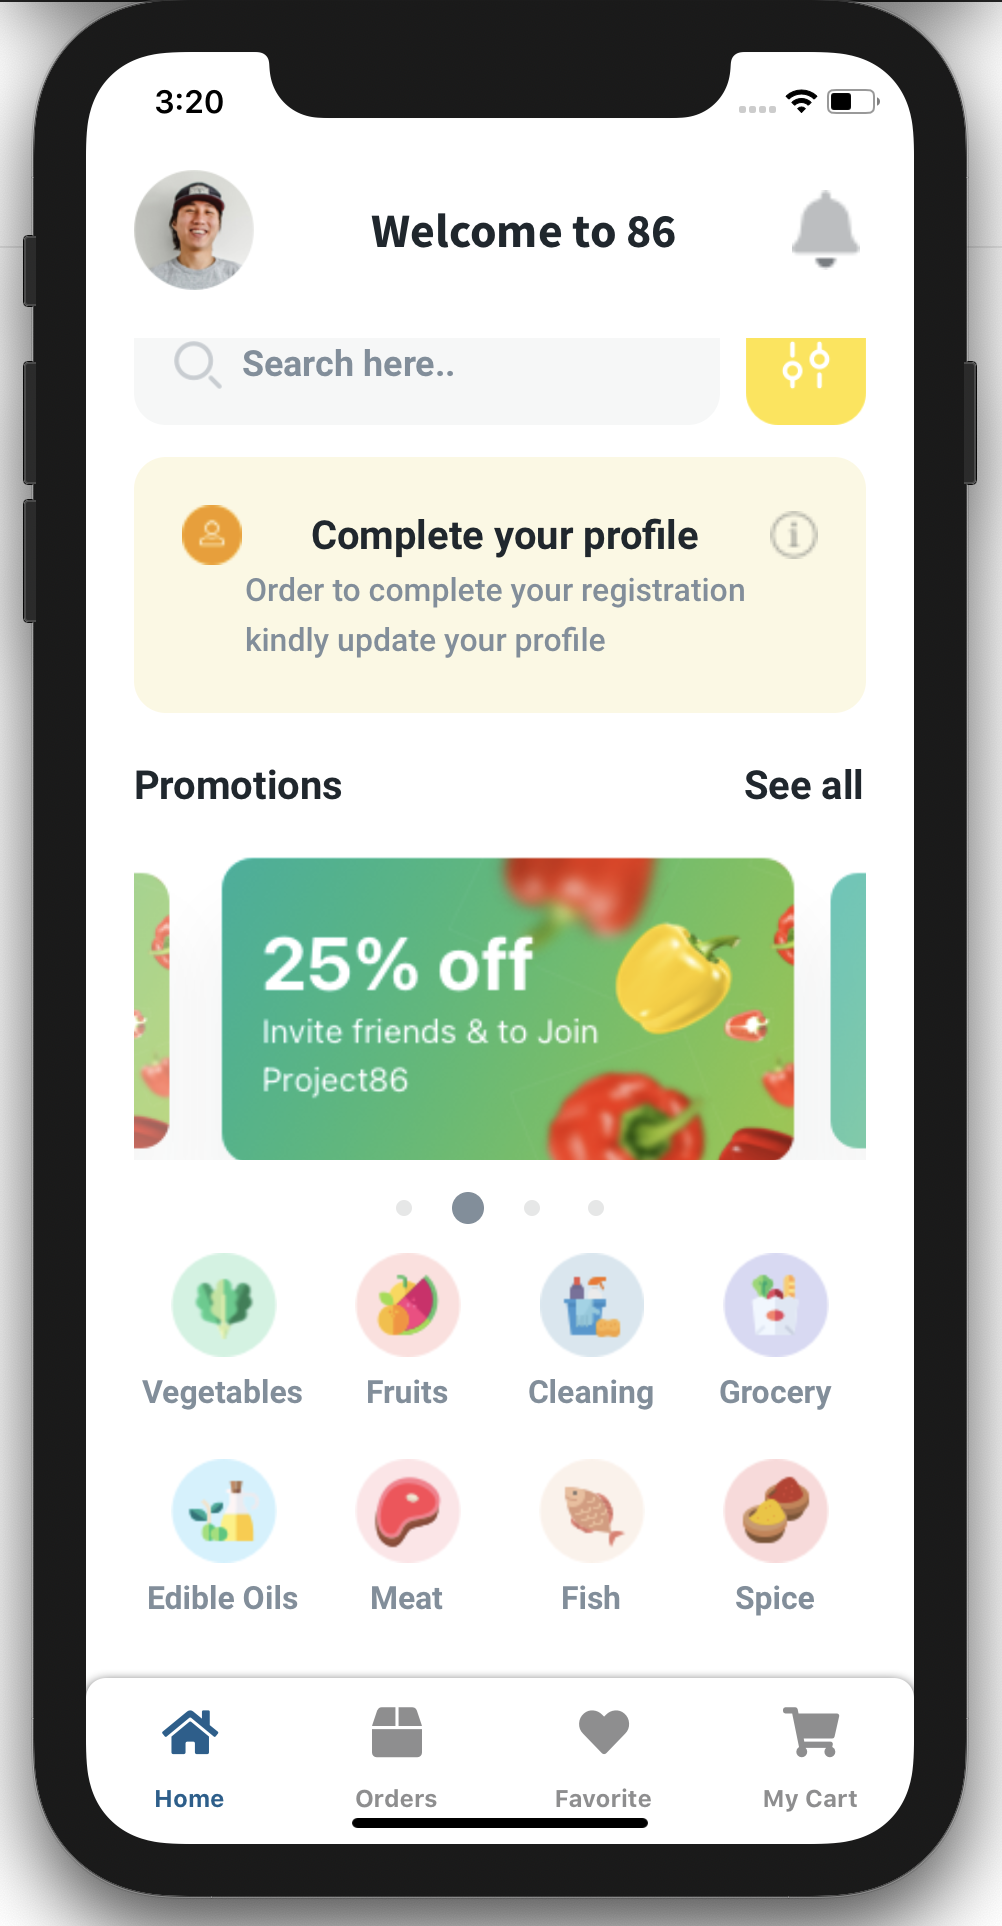 3:20
Welcome to 86
Search here..
Complete your profile
Order to complete your registration
kindly update your profile
Promotions
See all
25% off
Invite friends & to Join
Project86
Vegetables
Fruits
Cleaning
Grocery
Edible Oils
Meat
Fish
Spice
Home
Orders
Favorite
My Cart